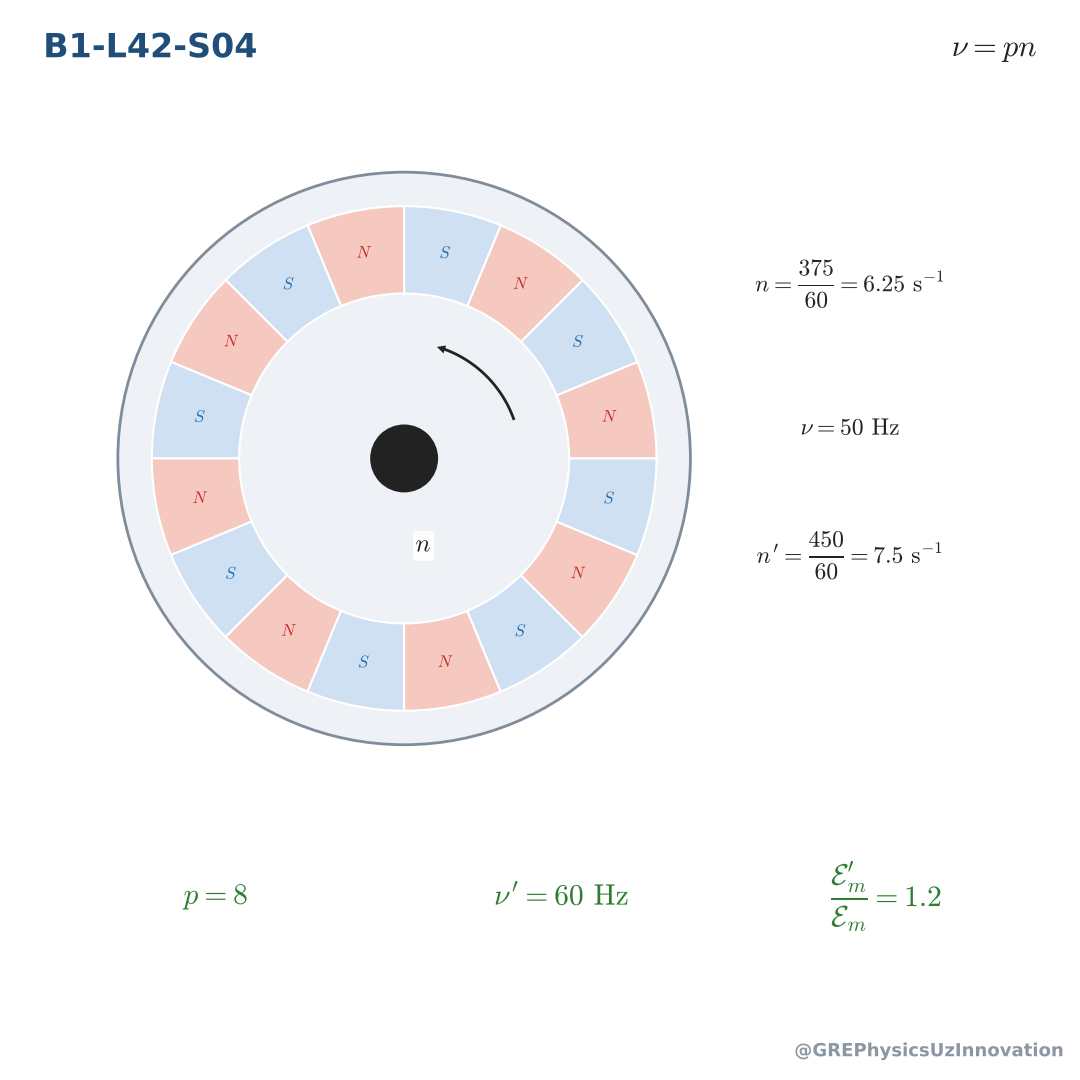 B1-L42-S04
ν = pn
N S
S N
N S
S N
n = 375/60 = 6.25 s⁻¹
ν = 50 Hz
N S
S N
n
n′ = 450/60 = 7.5 s⁻¹
N S
S N
p = 8
ν′ = 60 Hz
ℰ′ₘ/ℰₘ = 1.2
@GREPhysicsUzInnovation